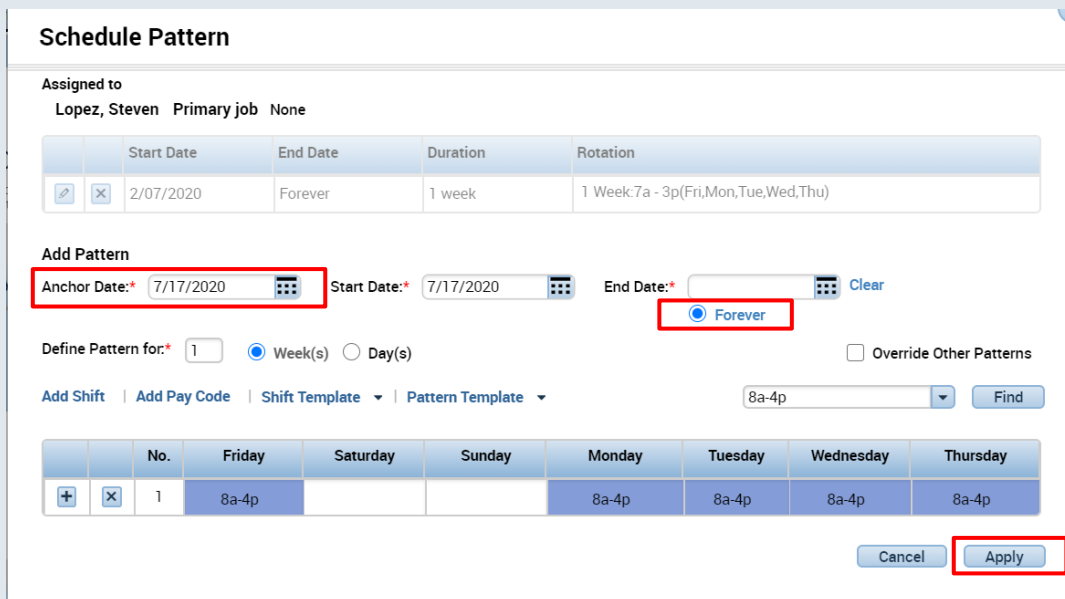 Schedule Pattern
Assigned to
Lopez, Steven Primary job None
Start Date End Date Duration Rotation
2/07/2020 Forever 1 week 1 Week:7a - 3p(Fri,Mon,Tue,Wed,Thu)
Add Pattern
Anchor Date:* 7/17/2020 Start Date:* 7/17/2020 End Date:* Clear
Forever
Define Pattern for:* 1 Week(s) Day(s) Override Other Patterns
Add Shift | Add Pay Code | Shift Template | Pattern Template 8a-4p Find
No. Friday Saturday Sunday Monday Tuesday Wednesday Thursday
1 8a-4p 8a-4p 8a-4p 8a-4p 8a-4p
Cancel Apply